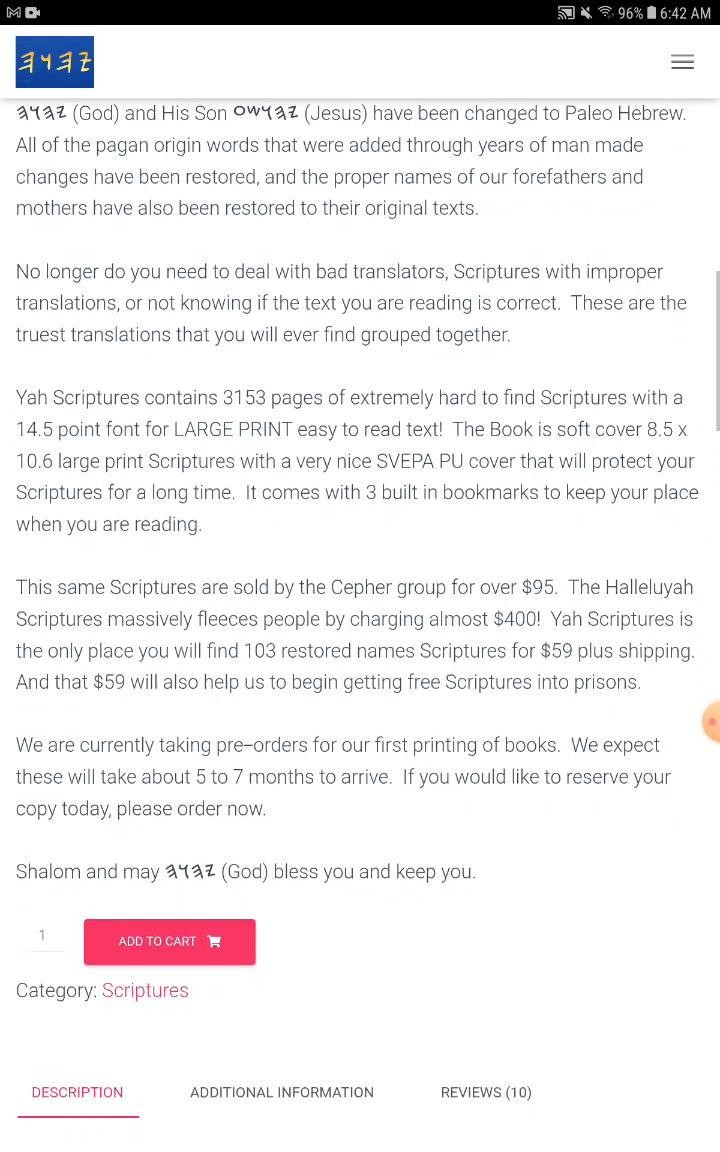 96% 6:42 AM
𐤉𐤄𐤅𐤄
𐤉𐤄𐤅𐤄 (God) and His Son 𐤉𐤄𐤅𐤔𐤏 (Jesus) have been changed to Paleo Hebrew.
All of the pagan origin words that were added through years of man made
changes have been restored, and the proper names of our forefathers and
mothers have also been restored to their original texts.
No longer do you need to deal with bad translators, Scriptures with improper
translations, or not knowing if the text you are reading is correct. These are the
truest translations that you will ever find grouped together.
Yah Scriptures contains 3153 pages of extremely hard to find Scriptures with a
14.5 point font for LARGE PRINT easy to read text! The Book is soft cover 8.5 x
10.6 large print Scriptures with a very nice SVEPA PU cover that will protect your
Scriptures for a long time. It comes with 3 built in bookmarks to keep your place
when you are reading.
This same Scriptures are sold by the Cepher group for over $95. The Halleluyah
Scriptures massively fleeces people by charging almost $400! Yah Scriptures is
the only place you will find 103 restored names Scriptures for $59 plus shipping.
And that $59 will also help us to begin getting free Scriptures into prisons.
We are currently taking pre-orders for our first printing of books. We expect
these will take about 5 to 7 months to arrive. If you would like to reserve your
copy today, please order now.
Shalom and may 𐤉𐤄𐤅𐤄 (God) bless you and keep you.
1 ADD TO CART
Category: Scriptures
DESCRIPTION ADDITIONAL INFORMATION REVIEWS (10)